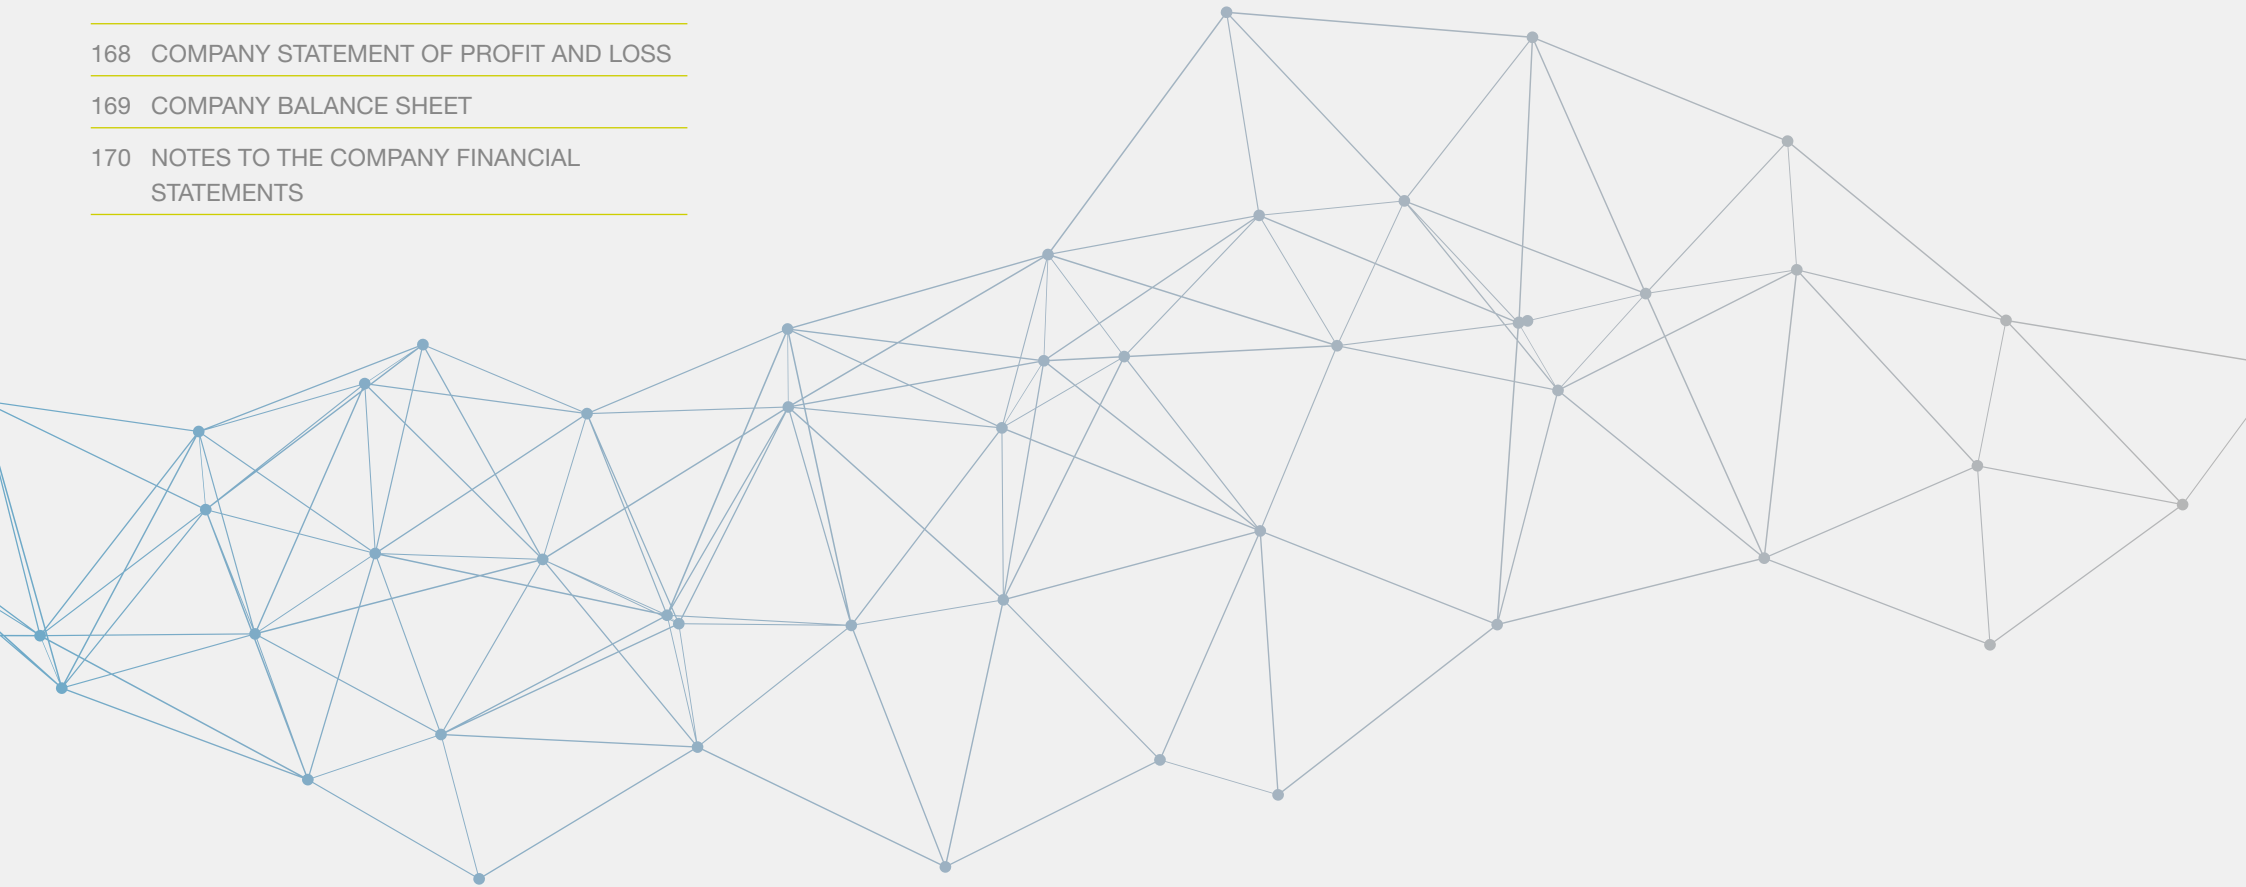 168 COMPANY STATEMENT OF PROFIT AND LOSS
169 COMPANY BALANCE SHEET
170 NOTES TO THE COMPANY FINANCIAL
STATEMENTS